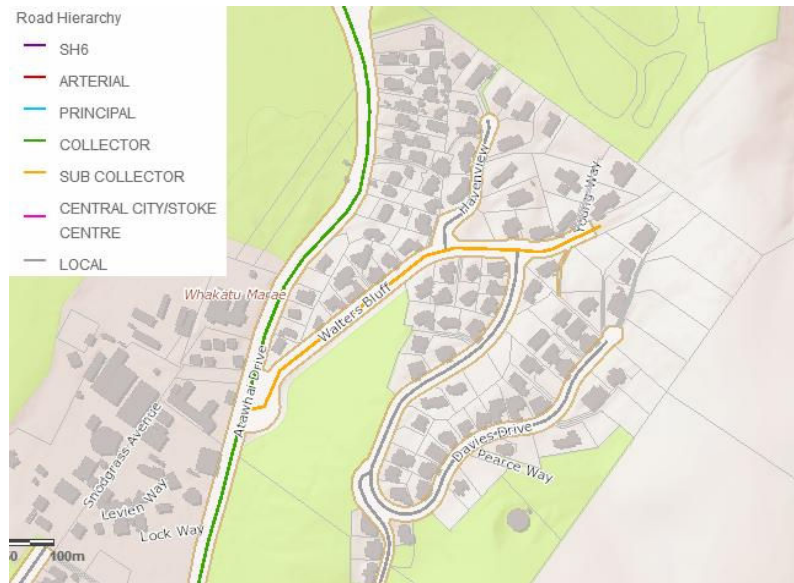 Road Hierarchy
SH6
ARTERIAL
PRINCIPAL
COLLECTOR
SUB COLLECTOR
CENTRAL CITY/STOKE
CENTRE
LOCAL
Havenview
Young Way
Whakatu Marae
Walters Bluff
Atawhai Drive
Snodgrass Avenue
Davies Drive
Pearce Way
Levien Way
Lock Way
100m